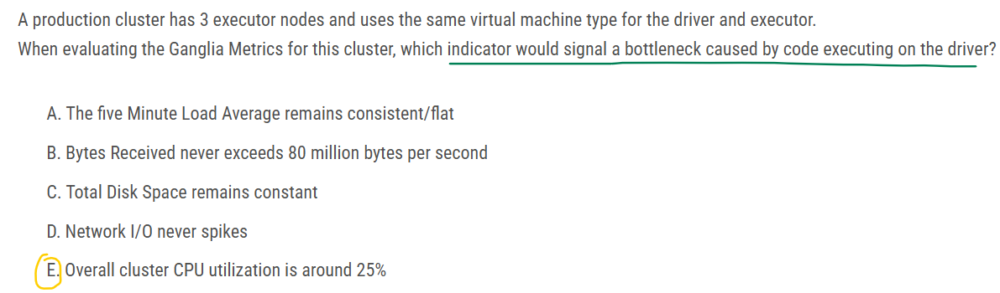 A production cluster has 3 executor nodes and uses the same virtual machine type for the driver and executor.
When evaluating the Ganglia Metrics for this cluster, which indicator would signal a bottleneck caused by code executing on the driver?
A. The five Minute Load Average remains consistent/flat
B. Bytes Received never exceeds 80 million bytes per second
C. Total Disk Space remains constant
D. Network I/O never spikes
E. Overall cluster CPU utilization is around 25%